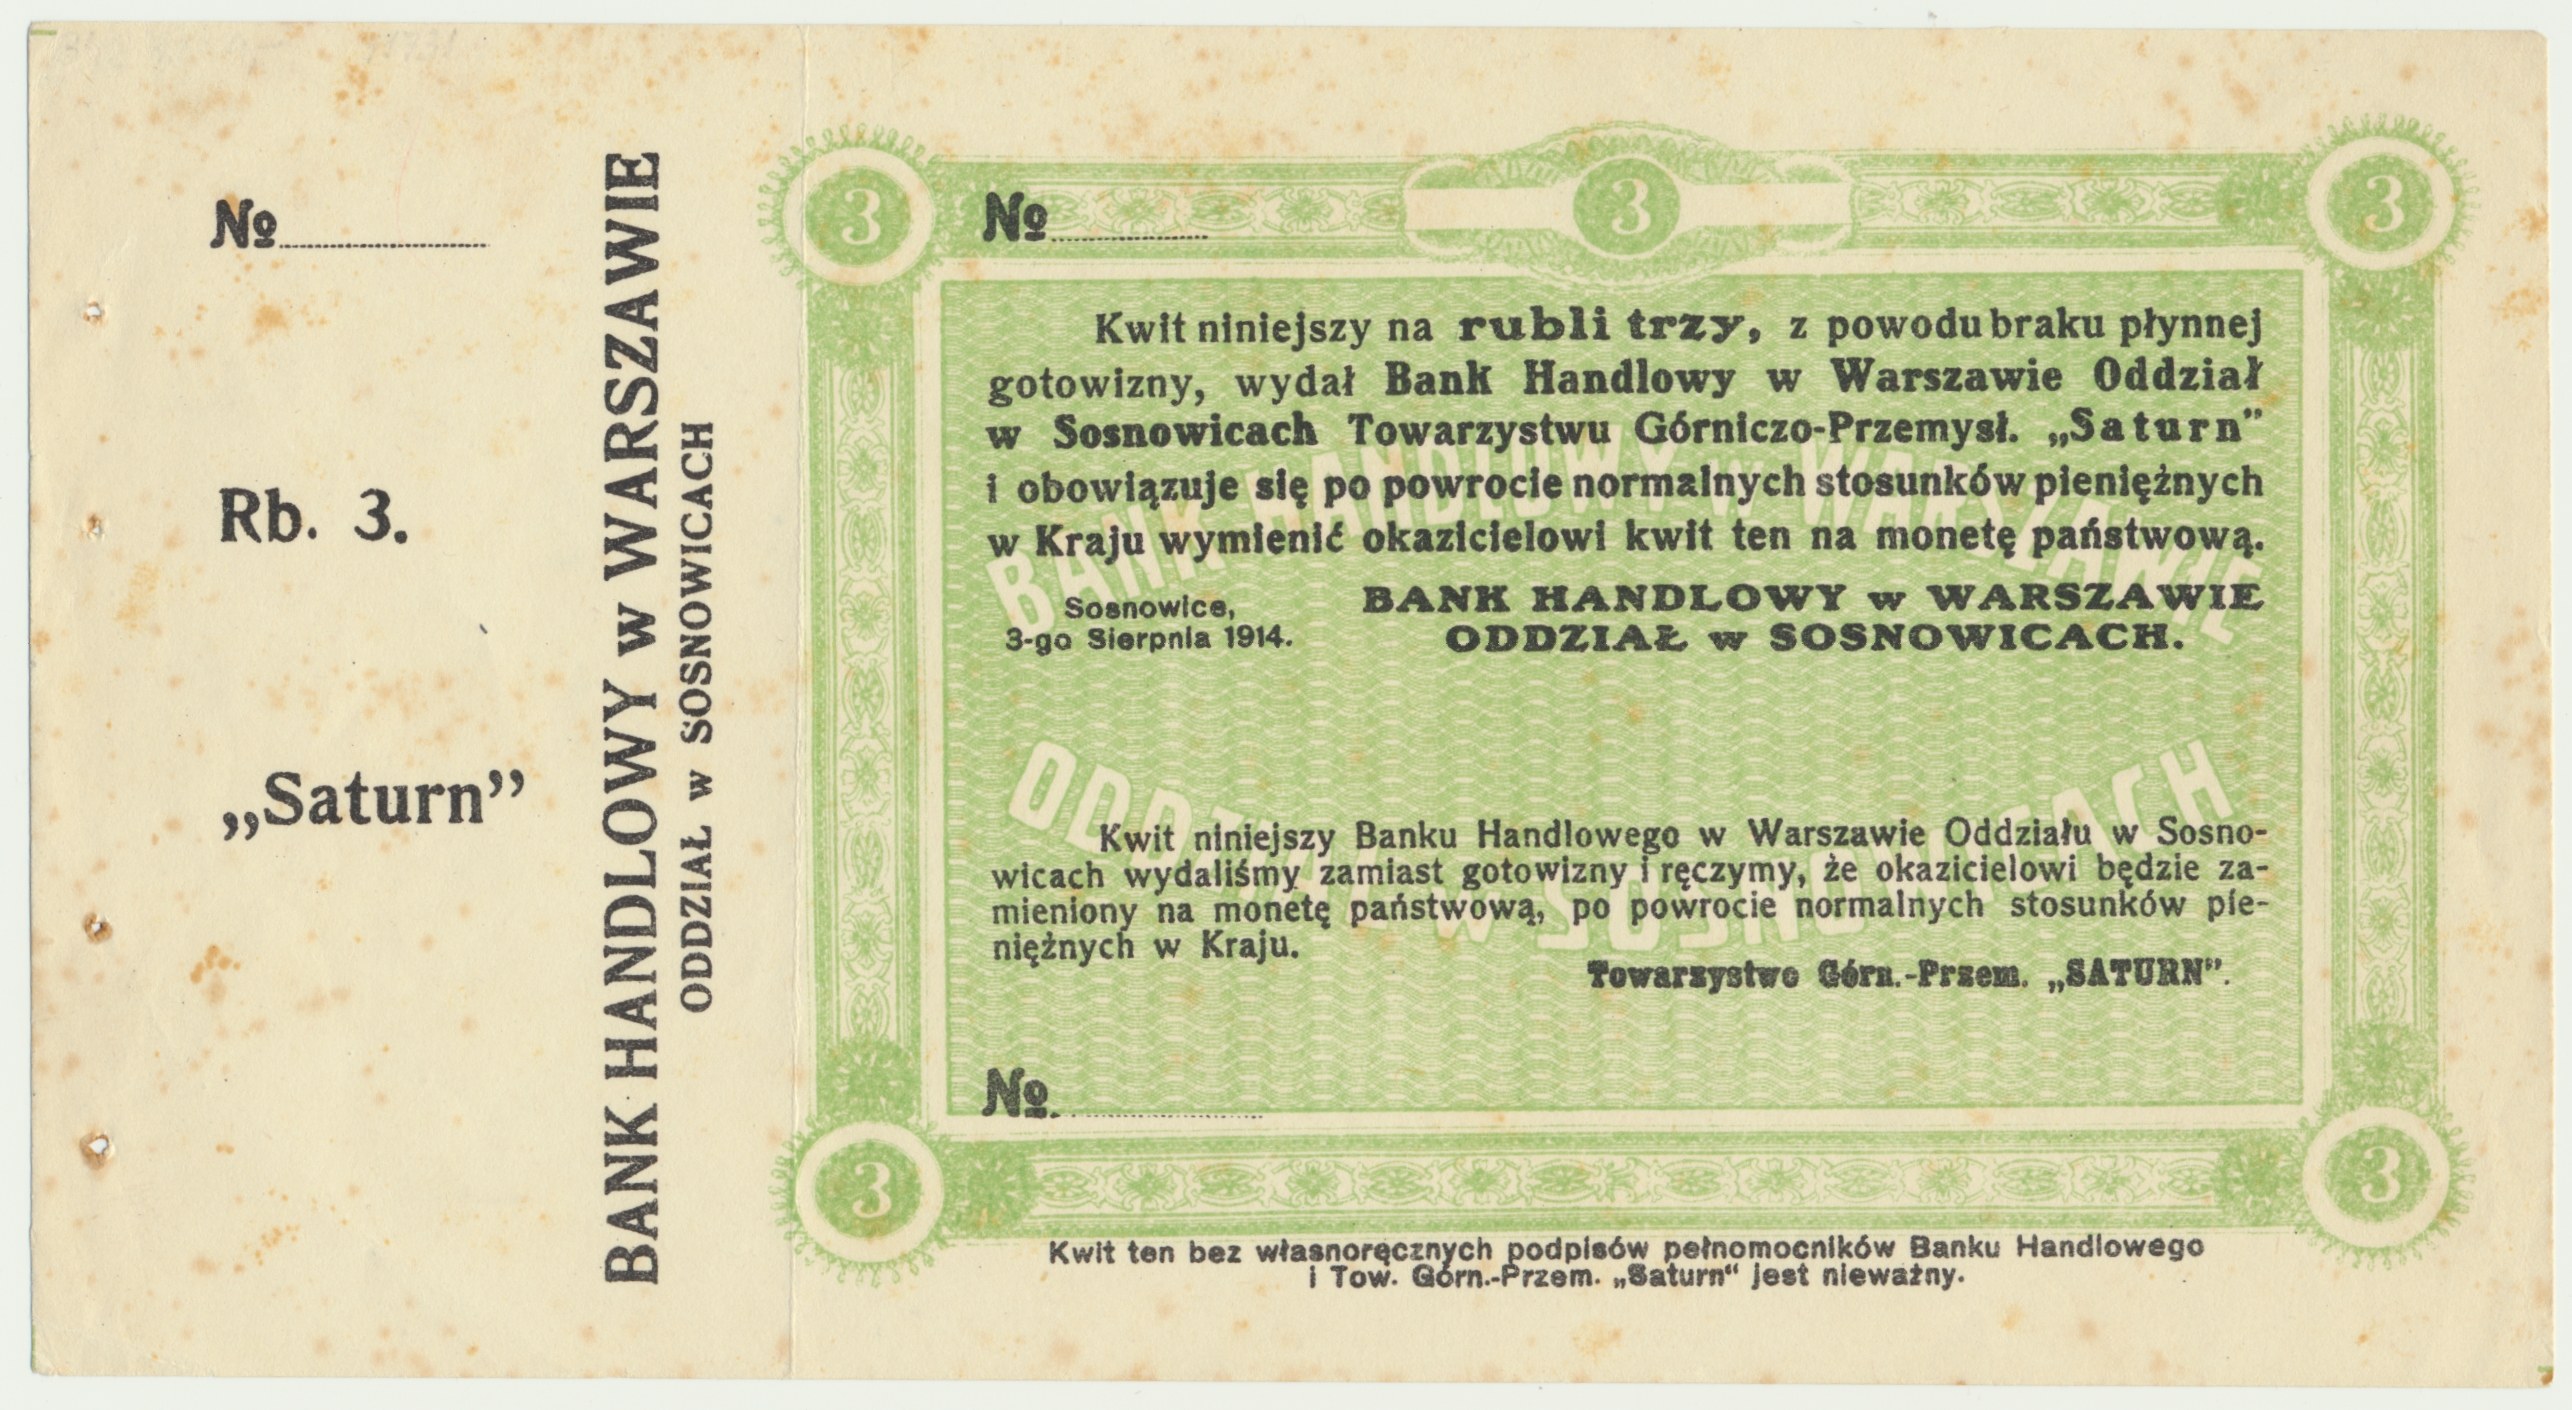 №
Rb. 3.
„Saturn”
BANK HANDLOWY w WARSZAWIE
ODDZIAŁ w SOSNOWICACH
3
3
3
№
Kwit niniejszy na rubli trzy, z powodu braku płynnej
gotowizny, wydał Bank Handlowy w Warszawie Oddział
w Sosnowicach Towarzystwu Górniczo-Przemysł. „Saturn”
i obowiązuje się po powrocie normalnych stosunków pieniężnych
w Kraju wymienić okazicielowi kwit ten na monetę państwową.
BANK HANDLOWY w WARSZAWIE
Sosnowice,
3-go Sierpnia 1914.
BANK HANDLOWY w WARSZAWIE
ODDZIAŁ w SOSNOWICACH.
ODDZIAŁ w SOSNOWICACH
Kwit niniejszy Banku Handlowego w Warszawie Oddziału w Sosno-
wicach wydaliśmy zamiast gotowizny i ręczymy, że okazicielowi będzie za-
mieniony na monetę państwową, po powrocie normalnych stosunków pie-
niężnych w Kraju.
Towarzystwo Górn.-Przem. „SATURN”.
№
3
3
Kwit ten bez własnoręcznych podpisów pełnomocników Banku Handlowego
i Tow. Górn.-Przem. „Saturn“ jest nieważny.